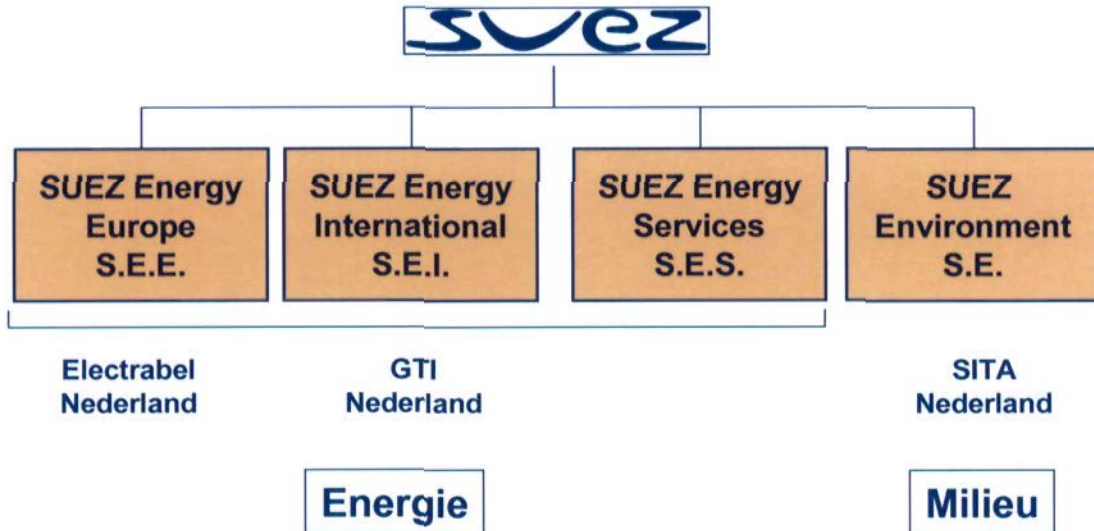 SUEZ
SUEZ Energy
Europe
S.E.E.
SUEZ Energy
International
S.E.I.
SUEZ Energy
Services
S.E.S.
SUEZ
Environment
S.E.
Electrabel
Nederland
GTI
Nederland
SITA
Nederland
Energie
Milieu